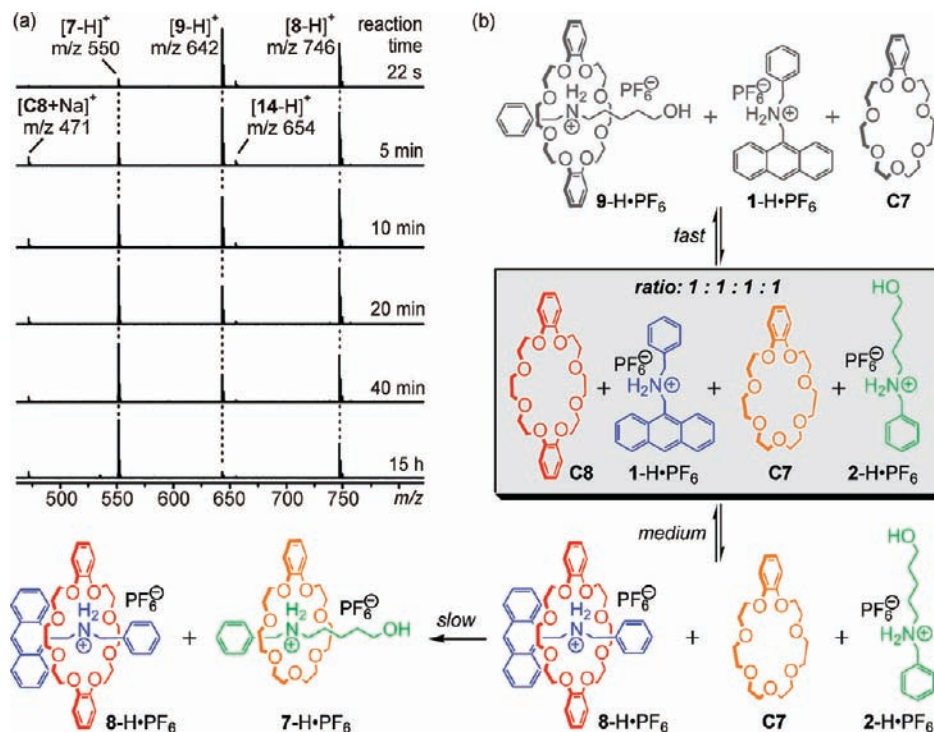 (a)
[7-H]⁺
m/z 550
[9-H]⁺
m/z 642
[8-H]⁺
m/z 746
reaction
time
22 s
[C8+Na]⁺
m/z 471
[14-H]⁺
m/z 654
5 min
10 min
20 min
40 min
15 h
500 550 600 650 700 750 m/z
(b)
O O
O O
O O
O O
H₂
N
⊕
PF₆⊖
OH
9-H•PF₆
+
PF₆⊖
H₂N⊕
1-H•PF₆
+
O O
O O
O O
O
C7
fast
ratio: 1 : 1 : 1 : 1
O O
O O
O O
O O
C8
+
PF₆⊖
H₂N⊕
1-H•PF₆
+
O O
O O
O O
O
C7
+
HO
PF₆⊖
H₂N⊕
2-H•PF₆
medium
O O
O O
O O
O O
H₂
N
⊕
PF₆⊖
8-H•PF₆
+
O O
O O
O O
O
H₂
N
⊕
PF₆⊖
OH
7-H•PF₆
slow
O O
O O
O O
O O
H₂
N
⊕
PF₆⊖
8-H•PF₆
+
O O
O O
O O
O
C7
+
HO
PF₆⊖
H₂N⊕
2-H•PF₆